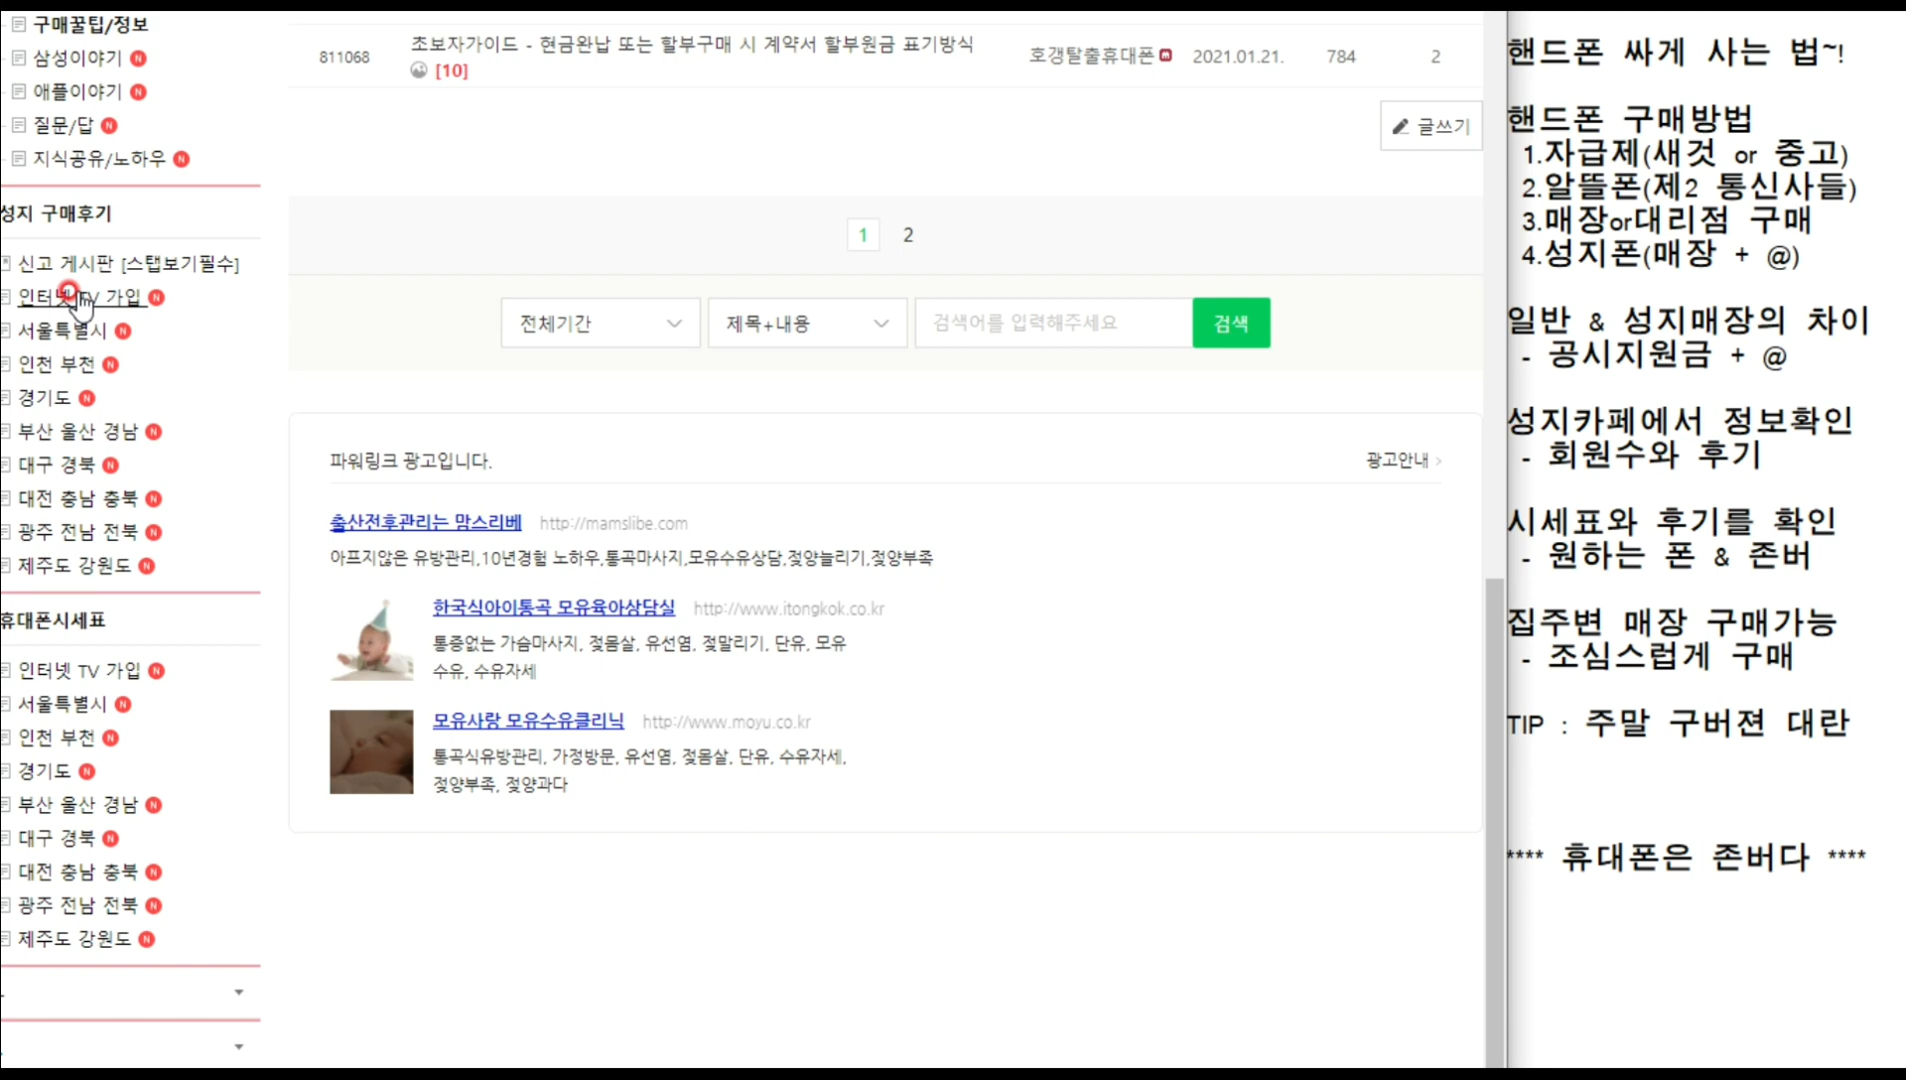 구매꿀팁/정보
삼성이야기 N
애플이야기 N
질문/답 N
지식공유/노하우 N
성지 구매후기
신고 게시판 [스탭보기필수]
인터넷 TV 가입 N
서울특별시 N
인천 부천 N
경기도 N
부산 울산 경남 N
대구 경북 N
대전 충남 충북 N
광주 전남 전북 N
제주도 강원도 N
휴대폰시세표
인터넷 TV 가입 N
서울특별시 N
인천 부천 N
경기도 N
부산 울산 경남 N
대구 경북 N
대전 충남 충북 N
광주 전남 전북 N
제주도 강원도 N
811068 초보자가이드 - 현금완납 또는 할부구매 시 계약서 할부원금 표기방식 호갱탈출휴대폰 2021.01.21. 784 2
[10]
글쓰기
1 2
전체기간 제목+내용 검색어를 입력해주세요 검색
파워링크 광고입니다. 광고안내
출산전후관리는 맘스리베 http://mamslibe.com
아프지않은 유방관리,10년경험 노하우,통곡마사지,모유수유상담,젖양늘리기,젖양부족
한국식아이통곡 모유육아상담실 http://www.itongkok.co.kr
통증없는 가슴마사지, 젖몸살, 유선염, 젖말리기, 단유, 모유
수유, 수유자세
모유사랑 모유수유클리닉 http://www.moyu.co.kr
통곡식유방관리, 가정방문, 유선염, 젖몸살, 단유, 수유자세,
젖양부족, 젖양과다
핸드폰 싸게 사는 법~!
핸드폰 구매방법
1.자급제(새것 or 중고)
2.알뜰폰(제2 통신사들)
3.매장or대리점 구매
4.성지폰(매장 + @)
일반 & 성지매장의 차이
- 공시지원금 + @
성지카페에서 정보확인
- 회원수와 후기
시세표와 후기를 확인
- 원하는 폰 & 존버
집주변 매장 구매가능
- 조심스럽게 구매
TIP : 주말 구버젼 대란
**** 휴대폰은 존버다 ****